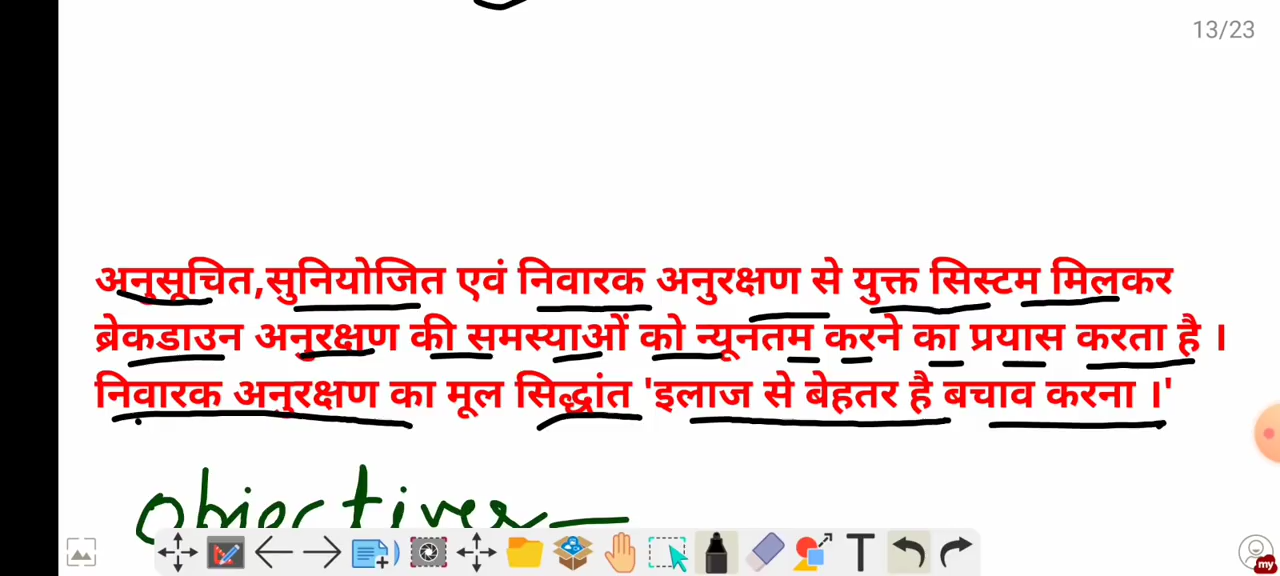 13/23
अनुसूचित,सुनियोजित एवं निवारक अनुरक्षण से युक्त सिस्टम मिलकर
ब्रेकडाउन अनुरक्षण की समस्याओं को न्यूनतम करने का प्रयास करता है ।
निवारक अनुरक्षण का मूल सिद्धांत 'इलाज से बेहतर है बचाव करना ।'
Objectives —
T
my